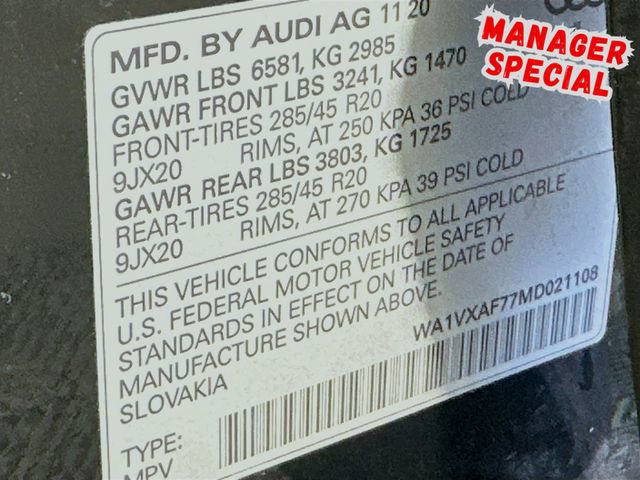 MFD. BY AUDI AG 11 20
GVWR LBS 6581, KG 2985
GAWR FRONT LBS 3241, KG 1470
FRONT-TIRES 285/45 R20
9JX20 RIMS, AT 250 KPA 36 PSI COLD
GAWR REAR LBS 3803, KG 1725
REAR-TIRES 285/45 R20
9JX20 RIMS, AT 270 KPA 39 PSI COLD
THIS VEHICLE CONFORMS TO ALL APPLICABLE
U.S. FEDERAL MOTOR VEHICLE SAFETY
STANDARDS IN EFFECT ON THE DATE OF
MANUFACTURE SHOWN ABOVE.
SLOVAKIA
WA1VXAF77MD021108
TYPE:
MPV
MANAGER
SPECIAL